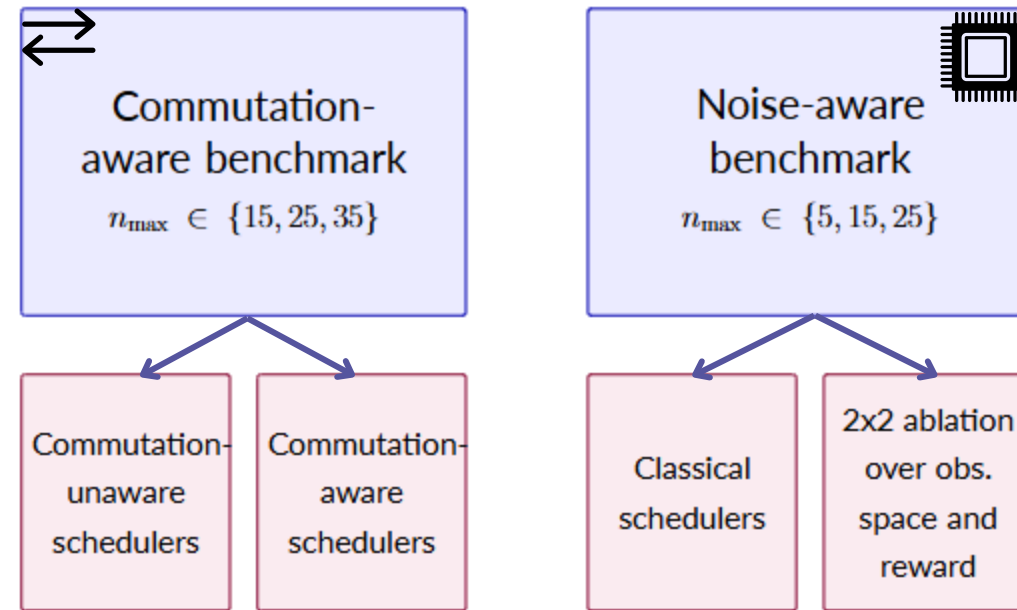 Commutation-
aware benchmark
n_max ∈ {15, 25, 35}
Noise-aware
benchmark
n_max ∈ {5, 15, 25}
Commutation-
unaware
schedulers
Commutation-
aware
schedulers
Classical
schedulers
2x2 ablation
over obs.
space and
reward